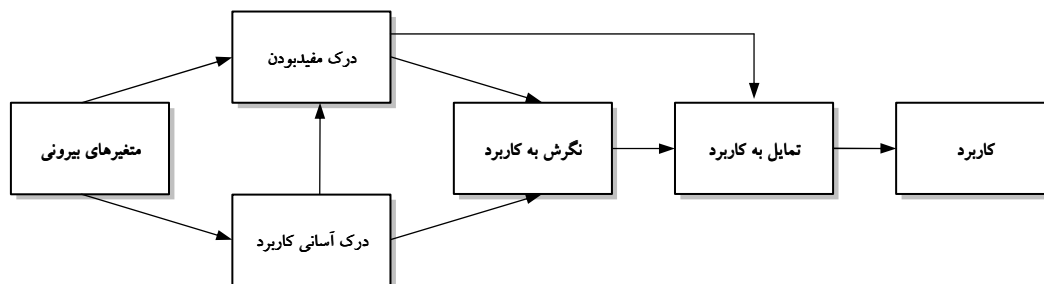 درک مفیدبودن
متغیرهای بیرونی
نگرش به کاربرد
تمایل به کاربرد
کاربرد
درک آسانی کاربرد